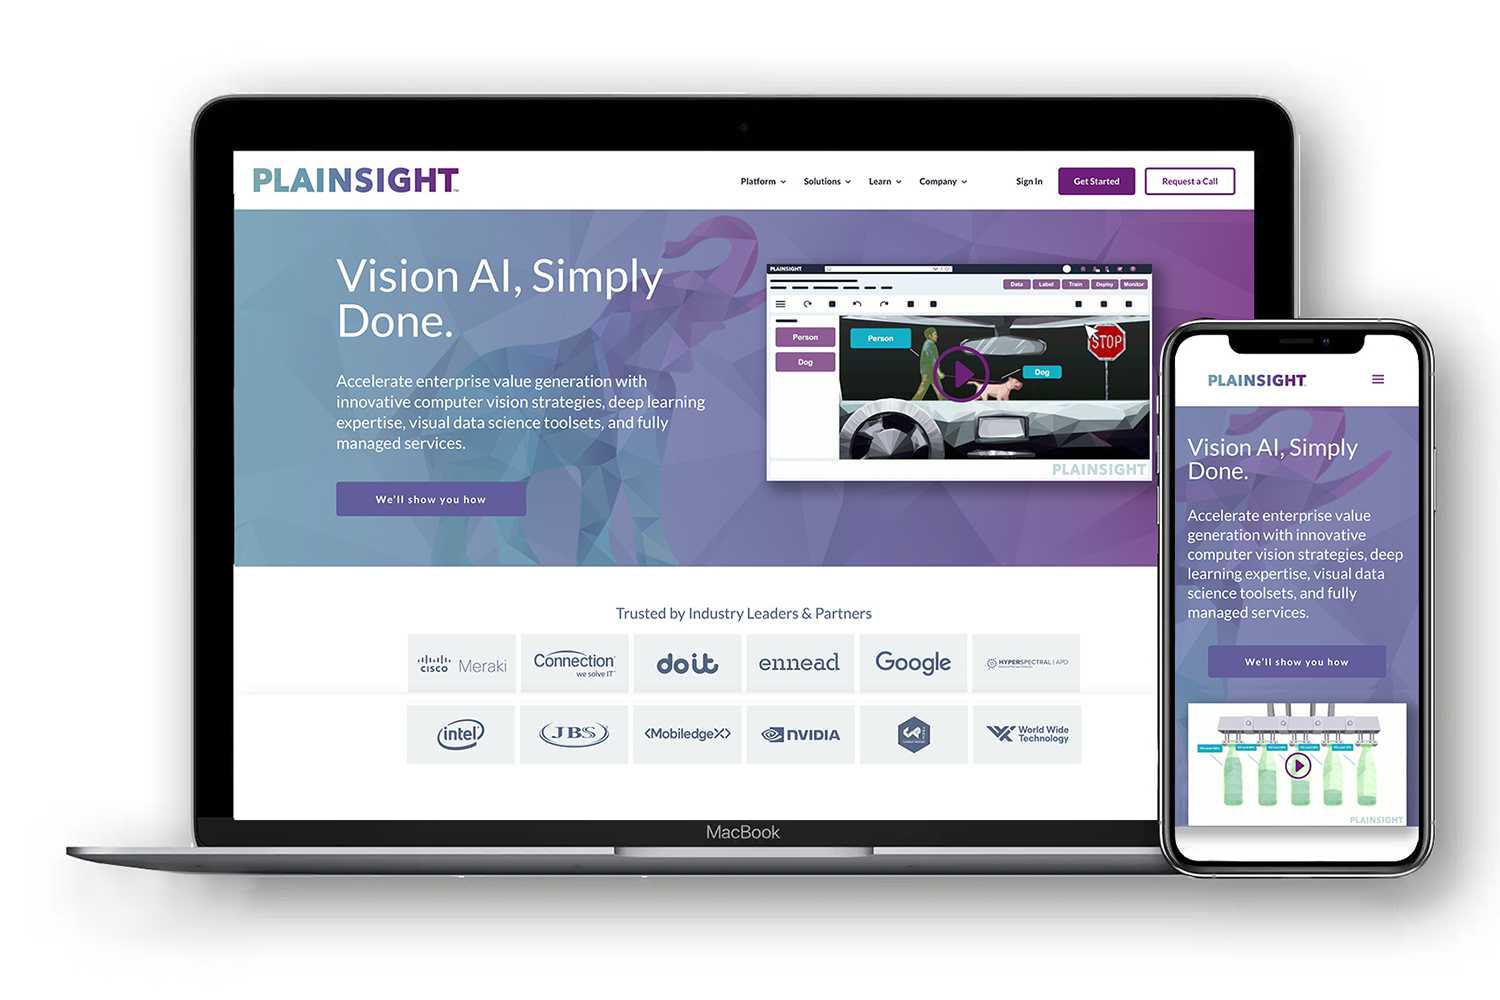 PLAINSIGHT™
Platform Solutions Learn Company Sign In Get Started Request a Call
Vision AI, Simply
Done.
Accelerate enterprise value generation with
innovative computer vision strategies, deep learning
expertise, visual data science toolsets, and fully
managed services.
We'll show you how
PLAINSIGHT
Data Label Train Deploy Monitor
Person
Dog
Person
Dog
STOP
PLAINSIGHT
Trusted by Industry Leaders & Partners
CISCO Meraki
Connection®
we solve IT™
doit
ennead
Google
HYPERSPECTRAL | APD
intel®
JBS®
<MobiledgeX>
NVIDIA
World Wide
Technology
MacBook
PLAINSIGHT
Vision AI, Simply
Done.
Accelerate enterprise value
generation with innovative
computer vision strategies, deep
learning expertise, visual data
science toolsets, and fully
managed services.
We'll show you how
PLAINSIGHT